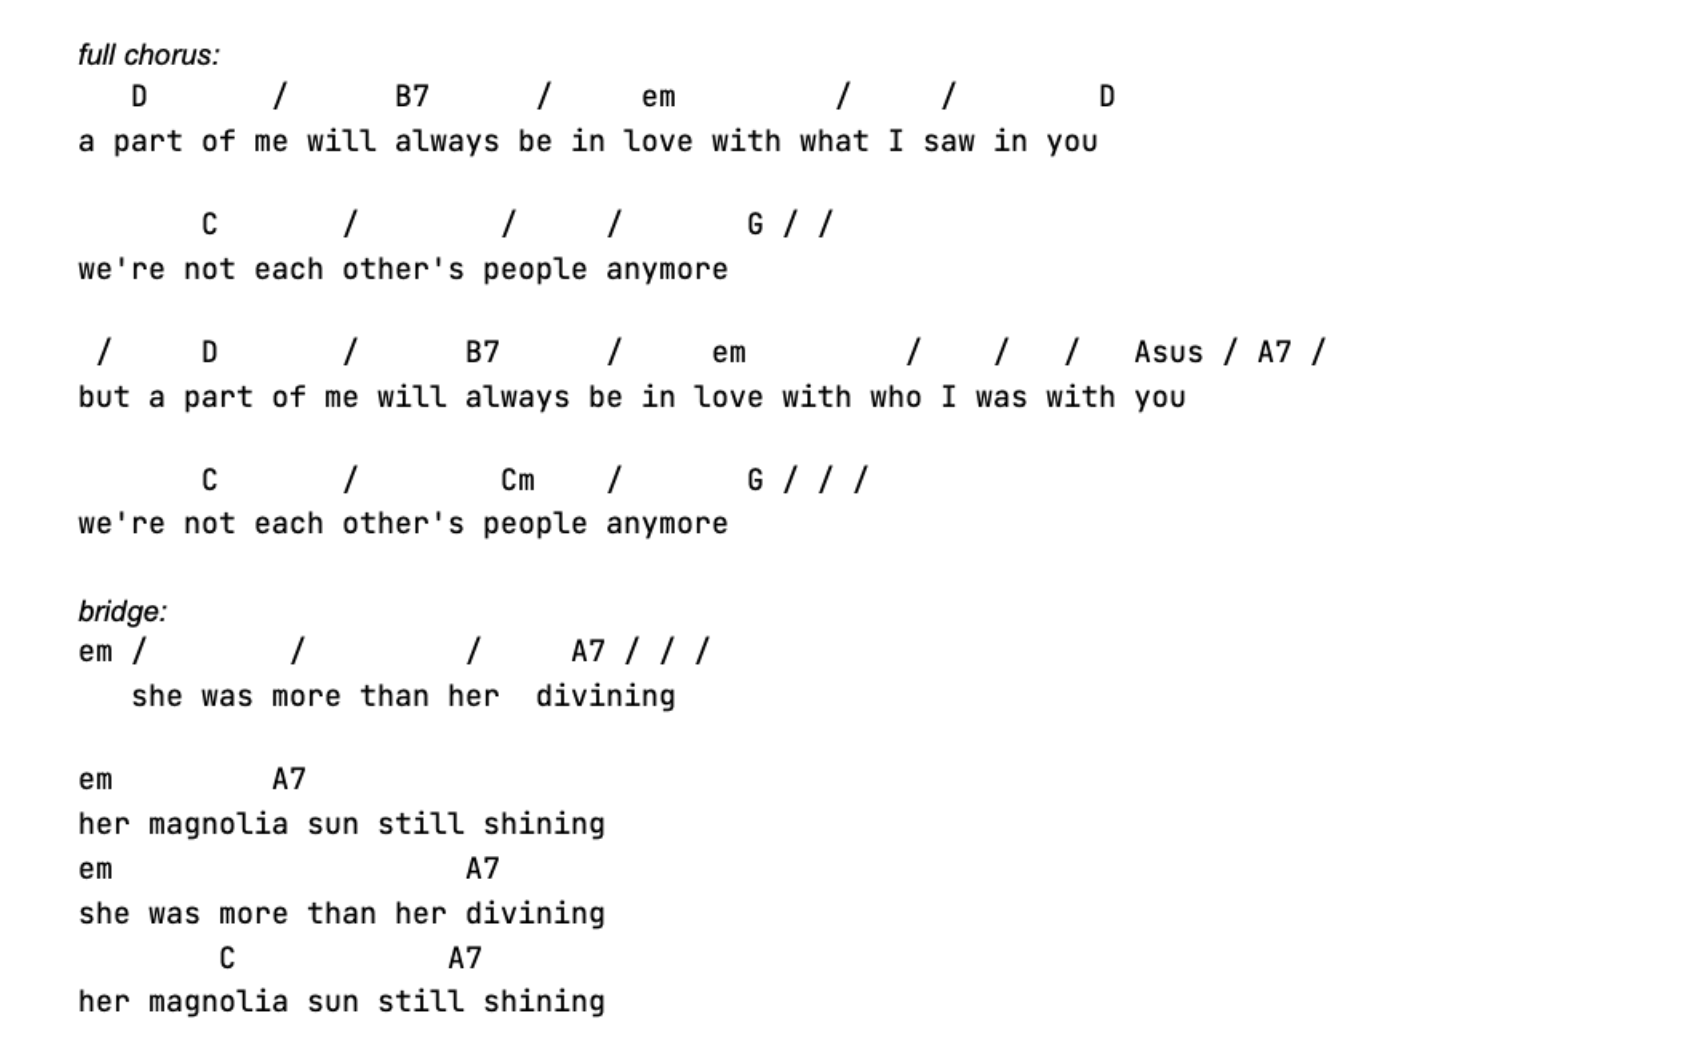 full chorus:
   D       /      B7      /     em         /     /        D
a part of me will always be in love with what I saw in you
       C       /        /     /       G / /
we're not each other's people anymore
 /     D       /      B7      /     em         /    /   /   Asus / A7 /
but a part of me will always be in love with who I was with you
       C       /        Cm    /       G / / /
we're not each other's people anymore
bridge:
em /        /         /     A7 / / /
   she was more than her  divining
em         A7
her magnolia sun still shining
em                    A7
she was more than her divining
        C            A7
her magnolia sun still shining